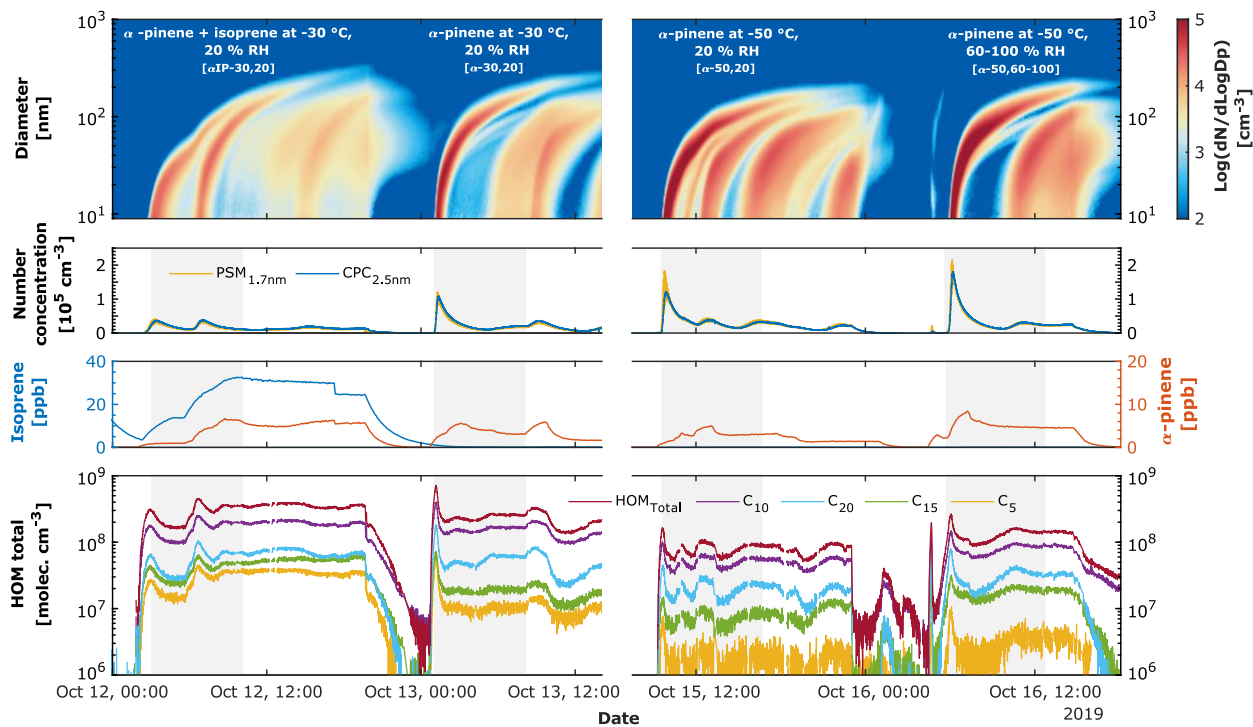 α -pinene + isoprene at -30 °C,
20 % RH
[αIP-30,20]
α-pinene at -30 °C,
20 % RH
[α-30,20]
α-pinene at -50 °C,
20 % RH
[α-50,20]
α-pinene at -50 °C,
60-100 % RH
[α-50,60-100]
Diameter
[nm]
10³
10²
10¹
10³
10²
10¹
5
4
3
2
Log(dN/dLogDp)
[cm⁻³]
Number
concentration
[10⁵ cm⁻³]
2
1
0
PSM₁.₇ₙₘ
CPC₂.₅ₙₘ
2
1
0
Isoprene
[ppb]
40
20
0
20
10
0
α-pinene
[ppb]
HOM total
[molec. cm⁻³]
10⁹
10⁸
10⁷
10⁶
HOM_Total
C₁₀
C₂₀
C₁₅
C₅
10⁹
10⁸
10⁷
10⁶
Oct 12, 00:00
Oct 12, 12:00
Oct 13, 00:00
Oct 13, 12:00
Oct 15, 12:00
Oct 16, 00:00
Oct 16, 12:00
2019
Date